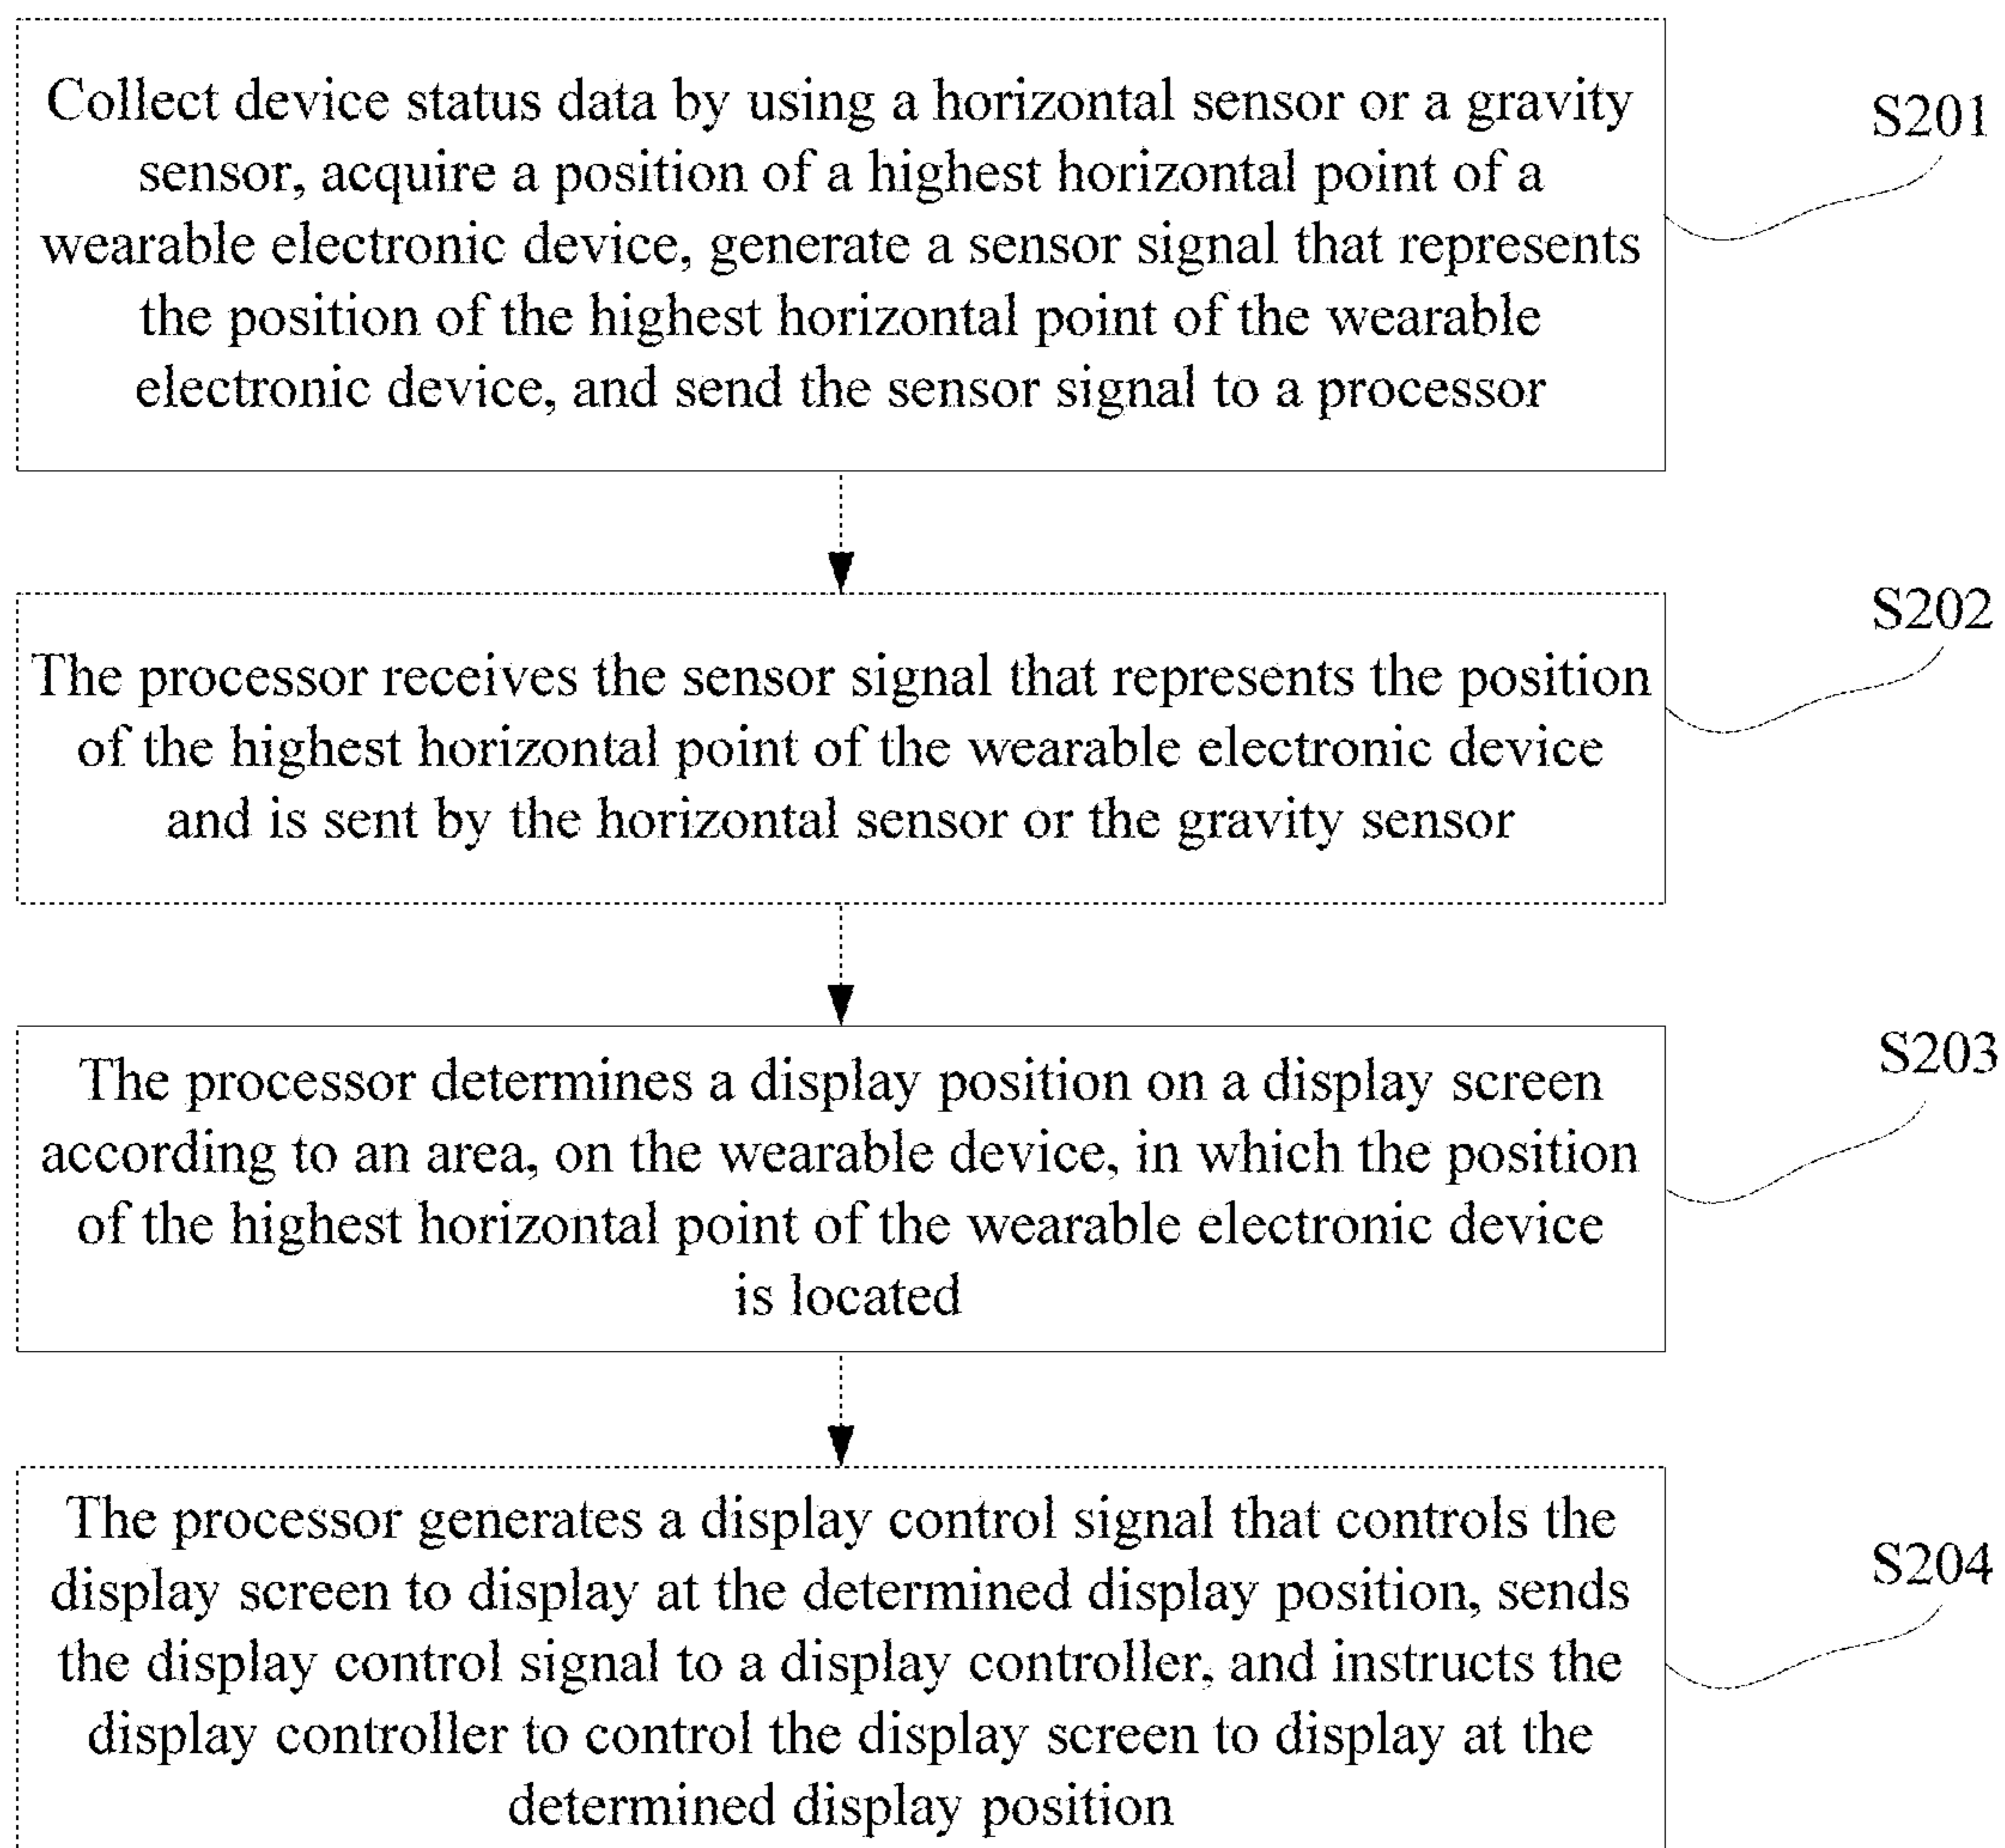 Collect device status data by using a horizontal sensor or a gravity
sensor, acquire a position of a highest horizontal point of a
wearable electronic device, generate a sensor signal that represents
the position of the highest horizontal point of the wearable
electronic device, and send the sensor signal to a processor
S201
The processor receives the sensor signal that represents the position
of the highest horizontal point of the wearable electronic device
and is sent by the horizontal sensor or the gravity sensor
S202
The processor determines a display position on a display screen
according to an area, on the wearable device, in which the position
of the highest horizontal point of the wearable electronic device
is located
S203
The processor generates a display control signal that controls the
display screen to display at the determined display position, sends
the display control signal to a display controller, and instructs the
display controller to control the display screen to display at the
determined display position
S204